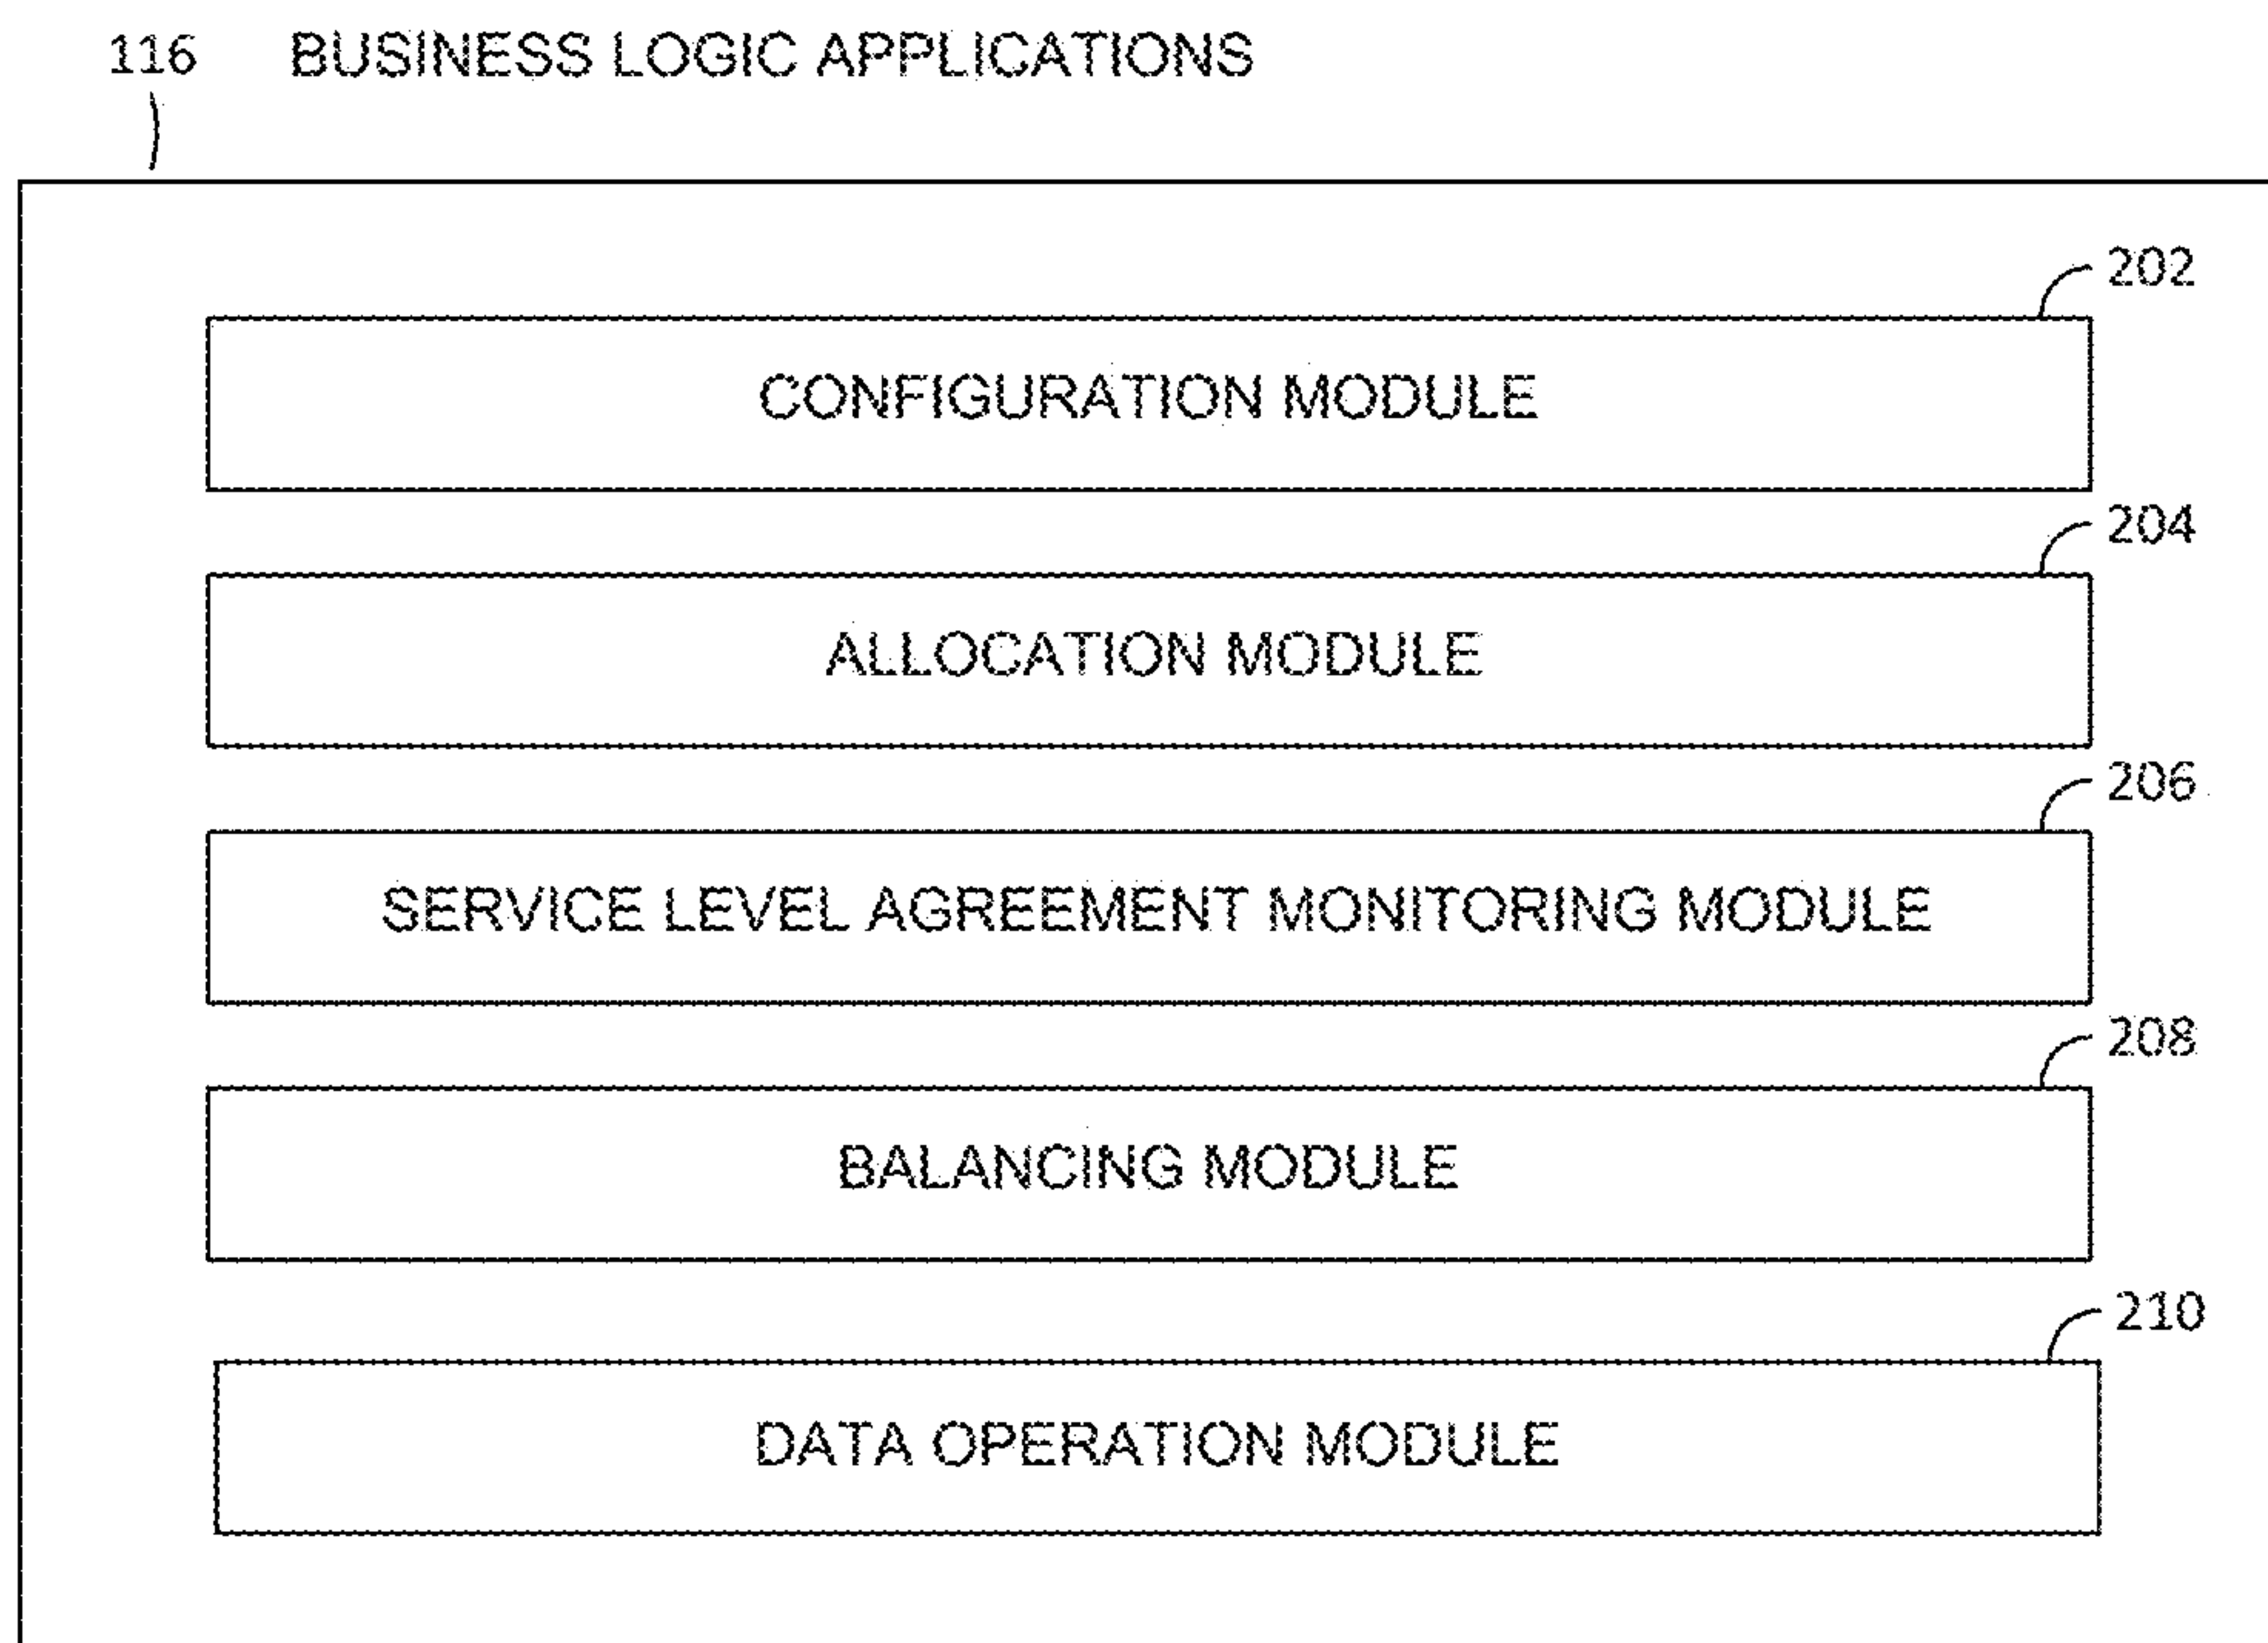 116 BUSINESS LOGIC APPLICATIONS
202
CONFIGURATION MODULE
204
ALLOCATION MODULE
206
SERVICE LEVEL AGREEMENT MONITORING MODULE
208
BALANCING MODULE
210
DATA OPERATION MODULE